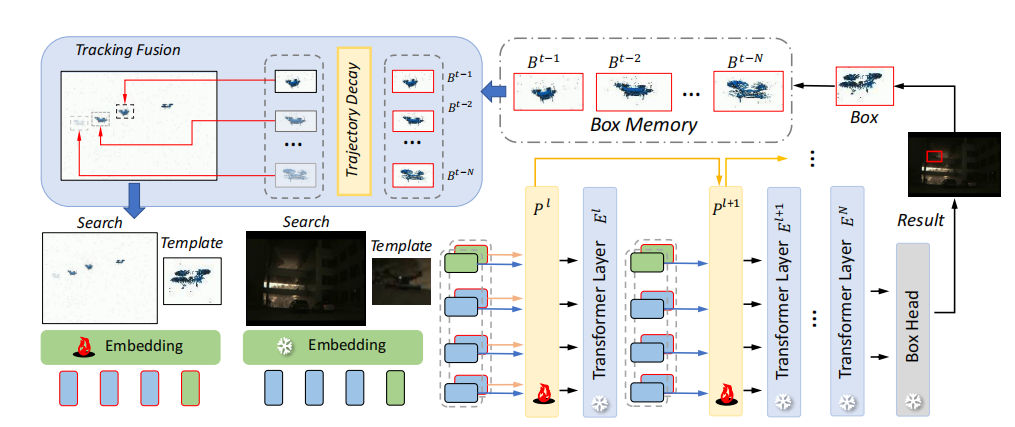 Tracking Fusion
Trajectory Decay
B^{t-1}
B^{t-2}
...
B^{t-N}
...
...
B^{t-1}
B^{t-2}
...
B^{t-N}
Box Memory
Box
Result
Search
Template
Embedding
Search
Template
Embedding
P^l
Transformer Layer E^l
P^{l+1}
...
Transformer Layer E^{l+1}
...
Transformer Layer E^N
Box Head